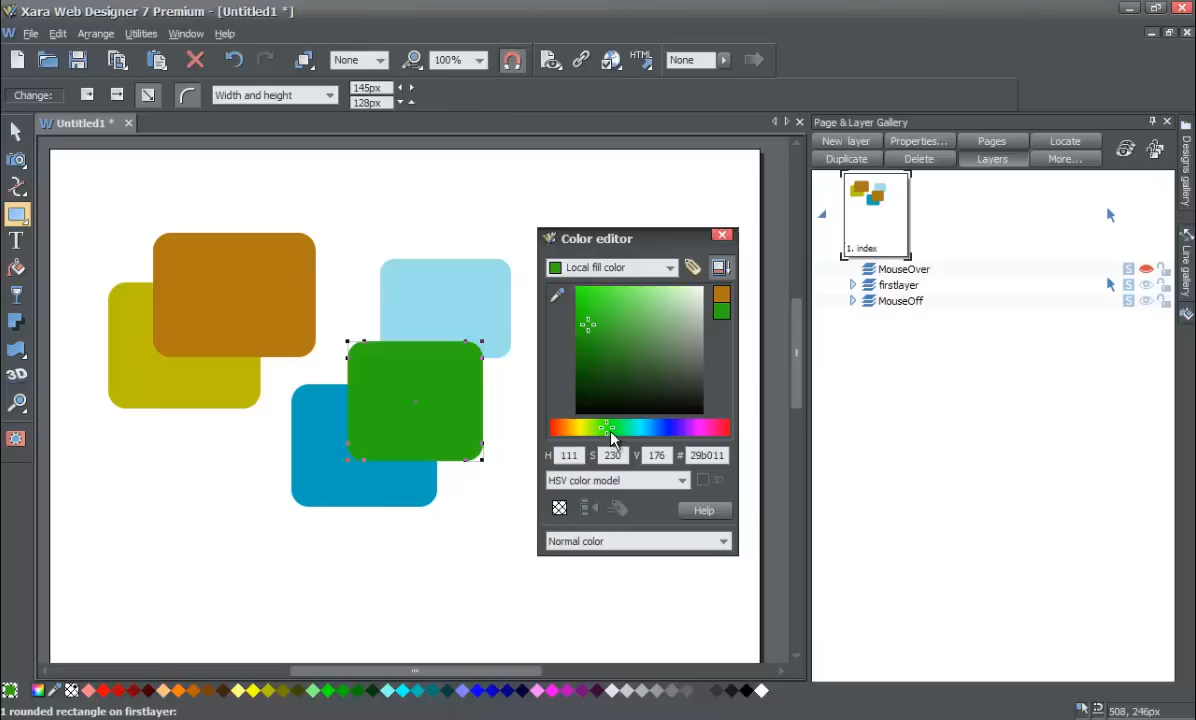 Xara Web Designer 7 Premium - [Untitled1 *]
File Edit Arrange Utilities Window Help
None 100% HTML None
Change: Width and height 145px
128px
W Untitled1 * Page & Layer Gallery
New layer Properties... Pages Locate
Duplicate Delete Layers More...
1. index
MouseOver
firstlayer
MouseOff
Designs gallery
Line gallery
T
3D
Color editor
Local fill color
H 111 S 230 V 176 # 29b011
HSV color model 3D
Help
Normal color
1 rounded rectangle on firstlayer: 508, 246px